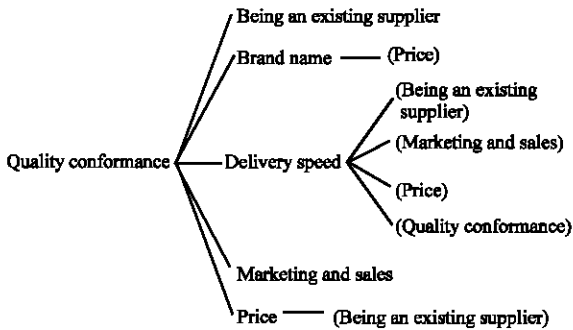 Being an existing supplier
Brand name
(Price)
(Being an existing
supplier)
Quality conformance
Delivery speed
(Marketing and sales)
(Price)
(Quality conformance)
Marketing and sales
Price
(Being an existing supplier)